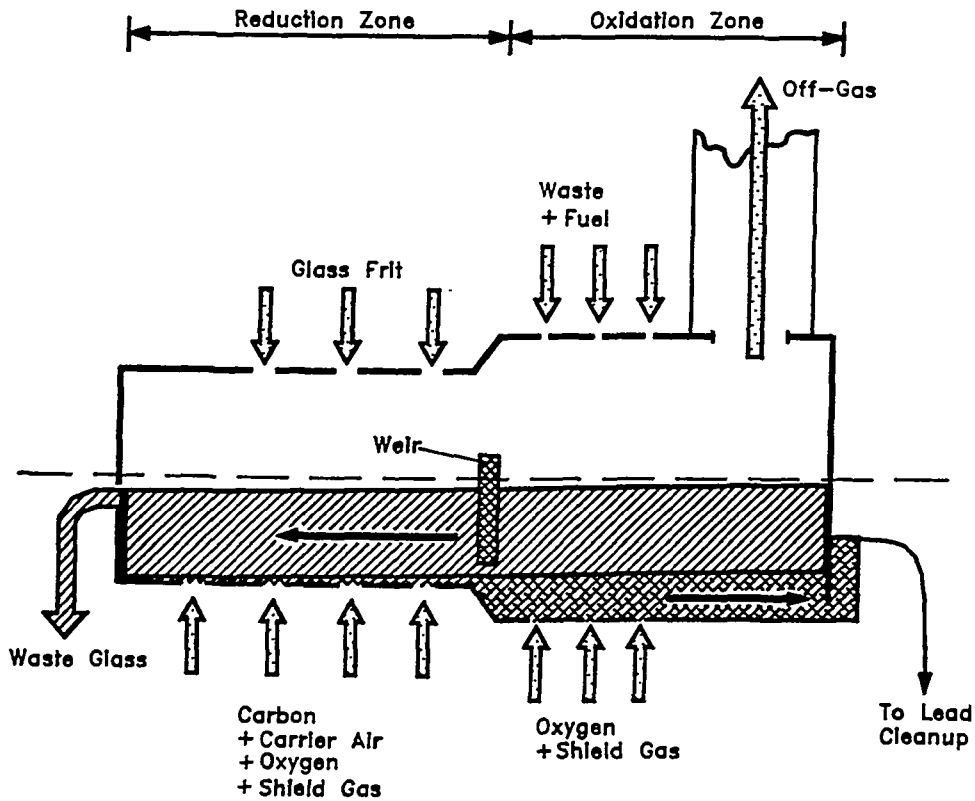 Reduction Zone
Oxidation Zone
Off-Gas
Waste
+ Fuel
Glass Frit
Weir
Waste Glass
Carbon
+ Carrier Air
+ Oxygen
+ Shield Gas
Oxygen
+ Shield Gas
To Lead
Cleanup